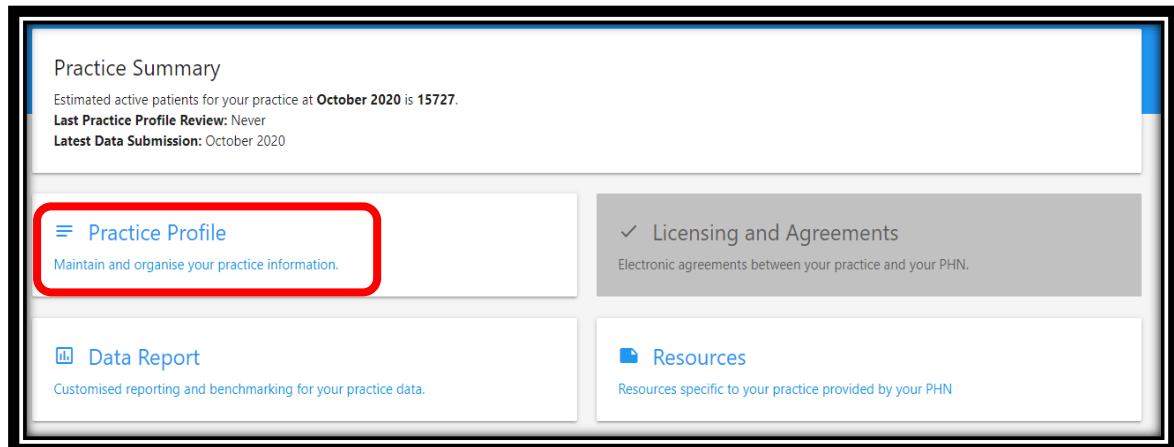 Practice Summary
Estimated active patients for your practice at October 2020 is 15727.
Last Practice Profile Review: Never
Latest Data Submission: October 2020
Practice Profile
Maintain and organise your practice information.
Licensing and Agreements
Electronic agreements between your practice and your PHN.
Data Report
Customised reporting and benchmarking for your practice data.
Resources
Resources specific to your practice provided by your PHN